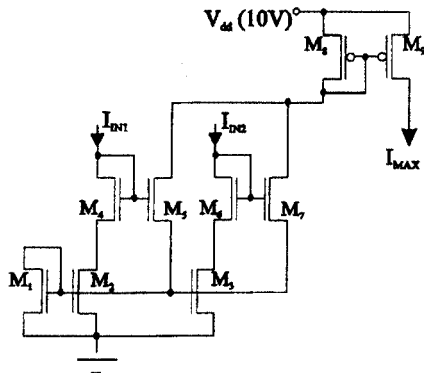 V_dd (10V)
M_8
M_9
I_IN1
I_IN2
I_MAX
M_4
M_5
M_6
M_7
M_1
M_2
M_3